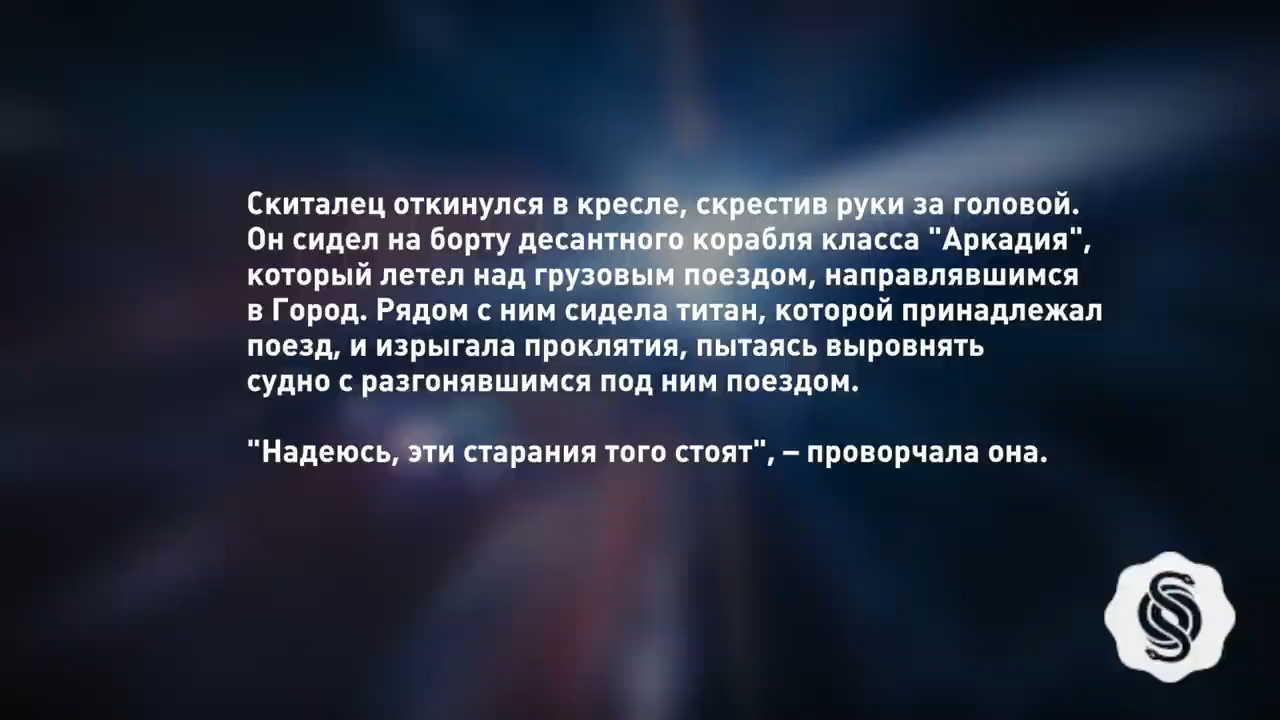 Скиталец откинулся в кресле, скрестив руки за головой.
Он сидел на борту десантного корабля класса "Аркадия",
который летел над грузовым поездом, направлявшимся
в Город. Рядом с ним сидела титан, которой принадлежал
поезд, и изрыгала проклятия, пытаясь выровнять
судно с разгонявшимся под ним поездом.
"Надеюсь, эти старания того стоят", – проворчала она.